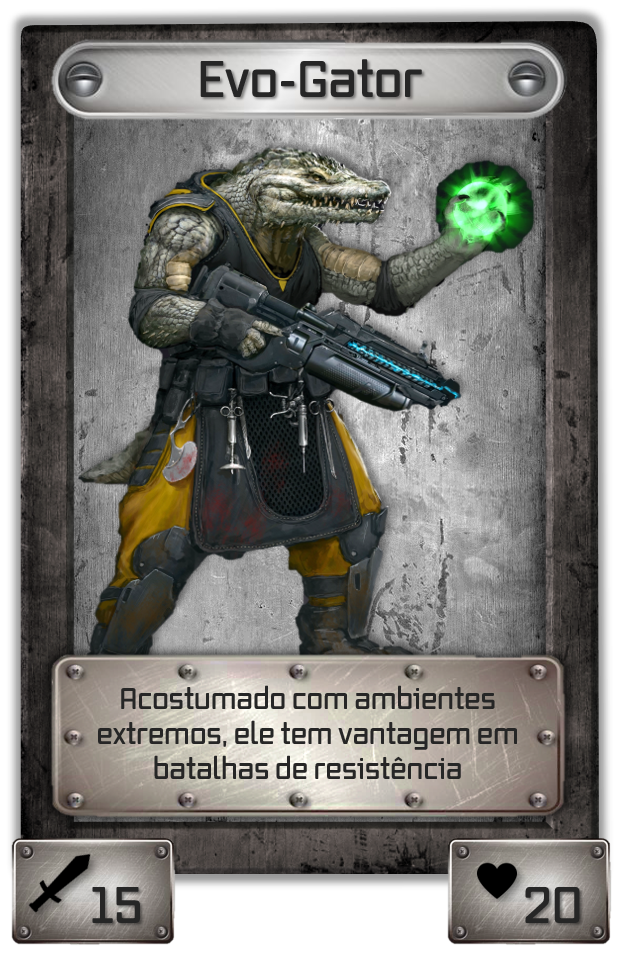 Evo-Gator
Acostumado com ambientes
extremos, ele tem vantagem em
batalhas de resistência
15
20